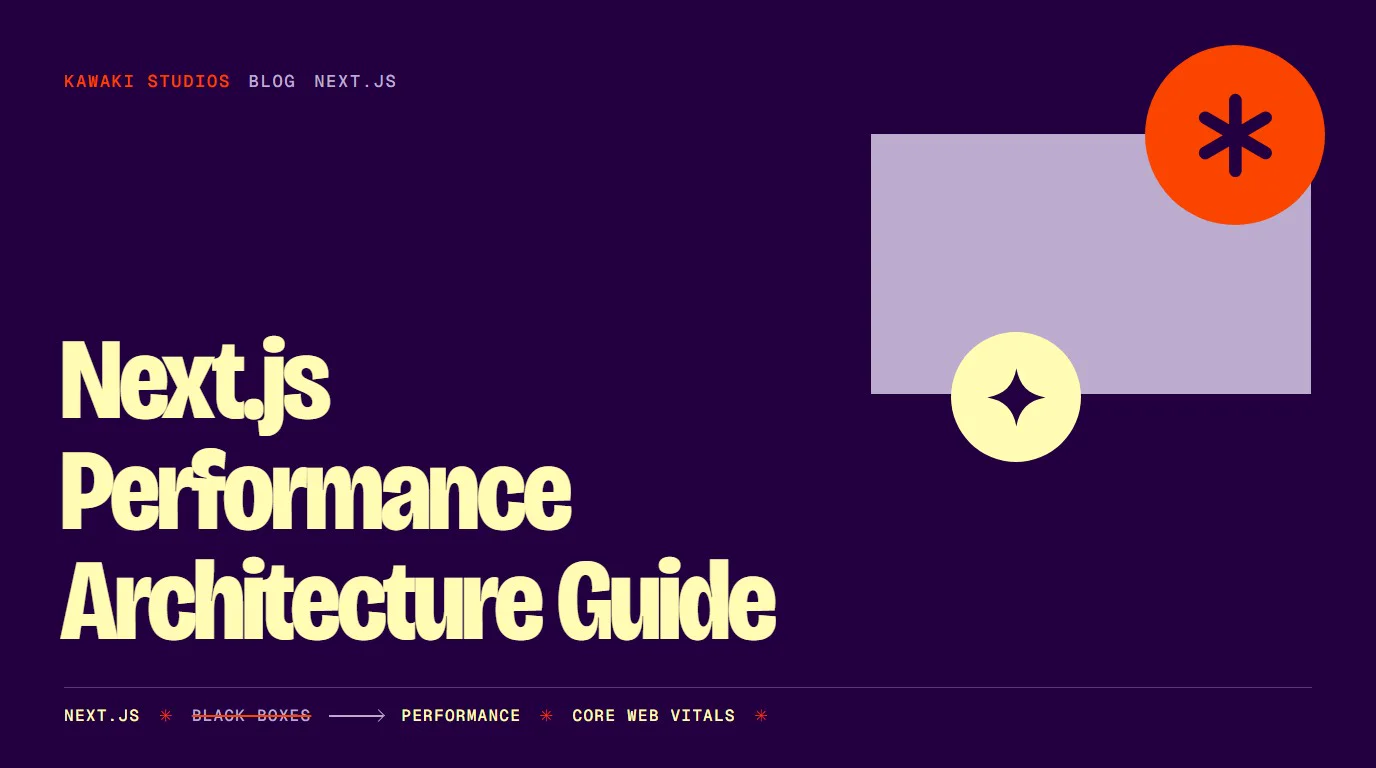 KAWAKI STUDIOS BLOG NEXT.JS
Next.js
Performance
Architecture Guide
NEXT.JS ✳ BLACK BOXES → PERFORMANCE ✳ CORE WEB VITALS ✳